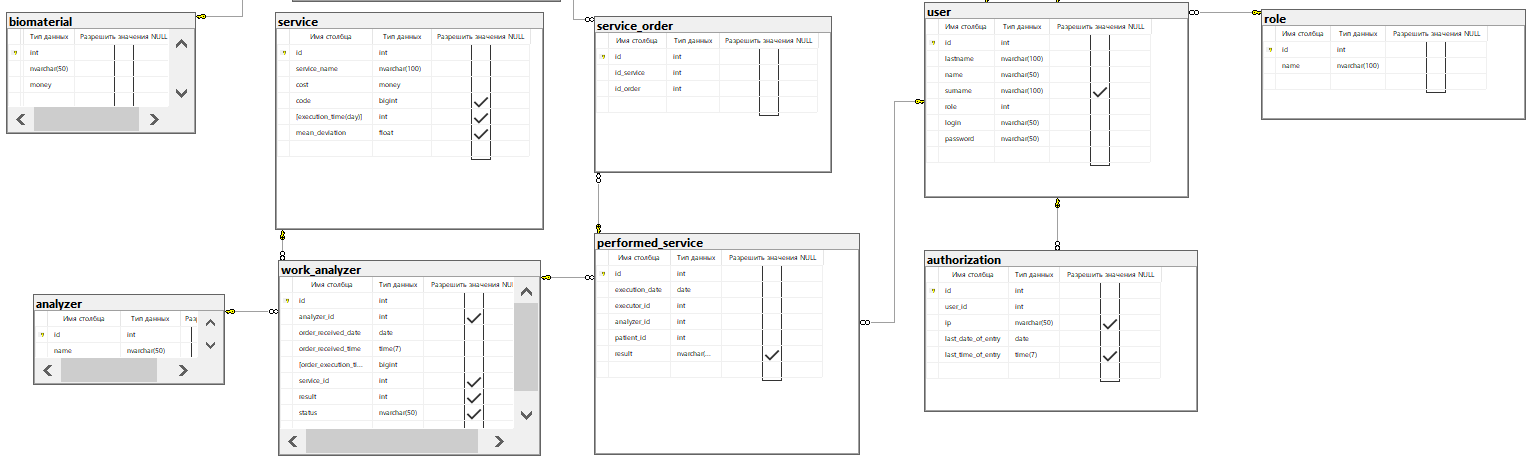 biomaterial
Тип данных Разрешить значения NULL
int
nvarchar(50)
money
service
Имя столбца Тип данных Разрешить значения NULL
id int
service_name nvarchar(100)
cost money
code bigint
[execution_time(day)] int
mean_deviation float
service_order
Имя столбца Тип данных Разрешить значения NULL
id int
id_service int
id_order int
user
Имя столбца Тип данных Разрешить значения NULL
id int
lastname nvarchar(100)
name nvarchar(50)
surname nvarchar(100)
role int
login nvarchar(50)
password nvarchar(50)
role
Имя столбца Тип данных Разрешить значения NULL
id int
name nvarchar(100)
analyzer
Имя столбца Тип данных Разр
id int
name nvarchar(50)
work_analyzer
Имя столбца Тип данных Разрешить значения NUL
id int
analyzer_id int
order_received_date date
order_received_time time(7)
[order_execution_ti... bigint
service_id int
result int
status nvarchar(50)
performed_service
Имя столбца Тип данных Разрешить значения NULL
id int
execution_date date
executor_id int
analyzer_id int
patient_id int
result nvarchar(...
authorization
Имя столбца Тип данных Разрешить значения NULL
id int
user_id int
ip nvarchar(50)
last_date_of_entry date
last_time_of_entry time(7)